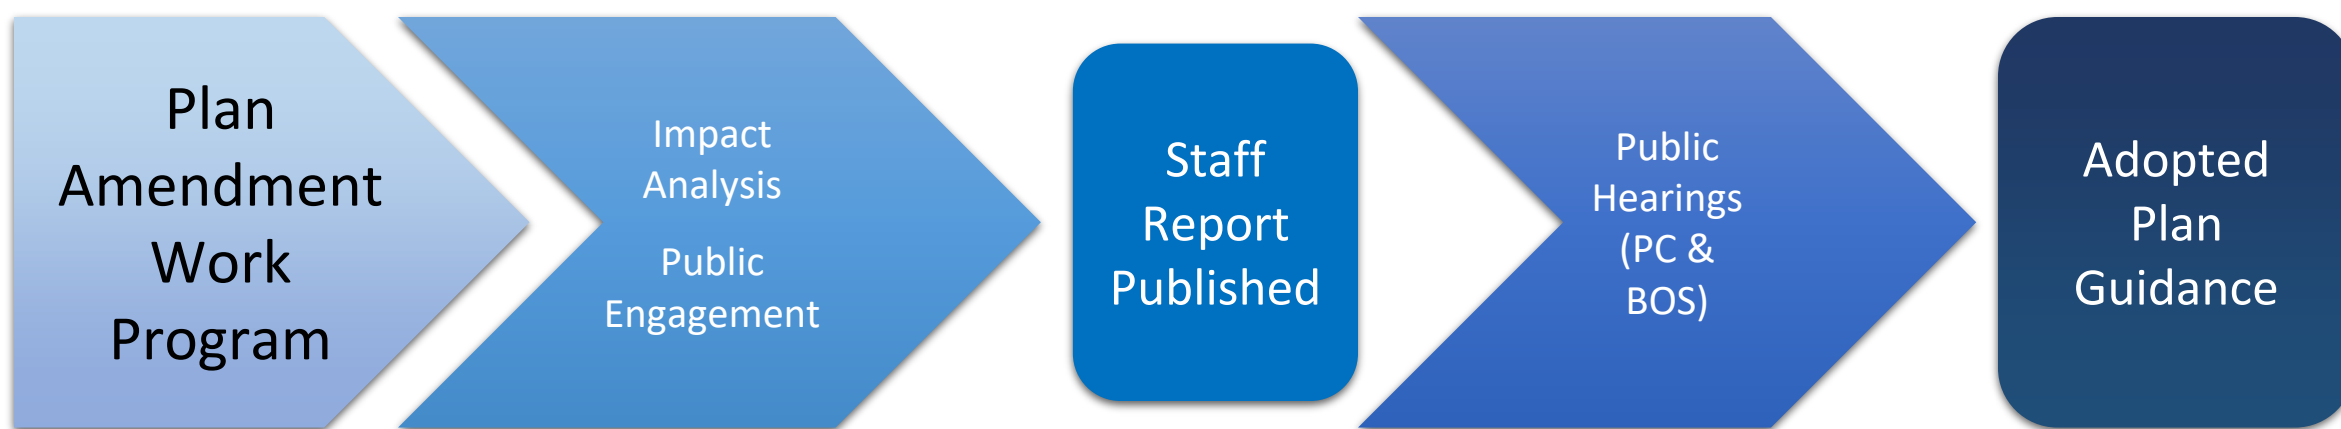 Plan
Amendment
Work
Program
Impact
Analysis
Public
Engagement
Staff
Report
Published
Public
Hearings
(PC &
BOS)
Adopted
Plan
Guidance